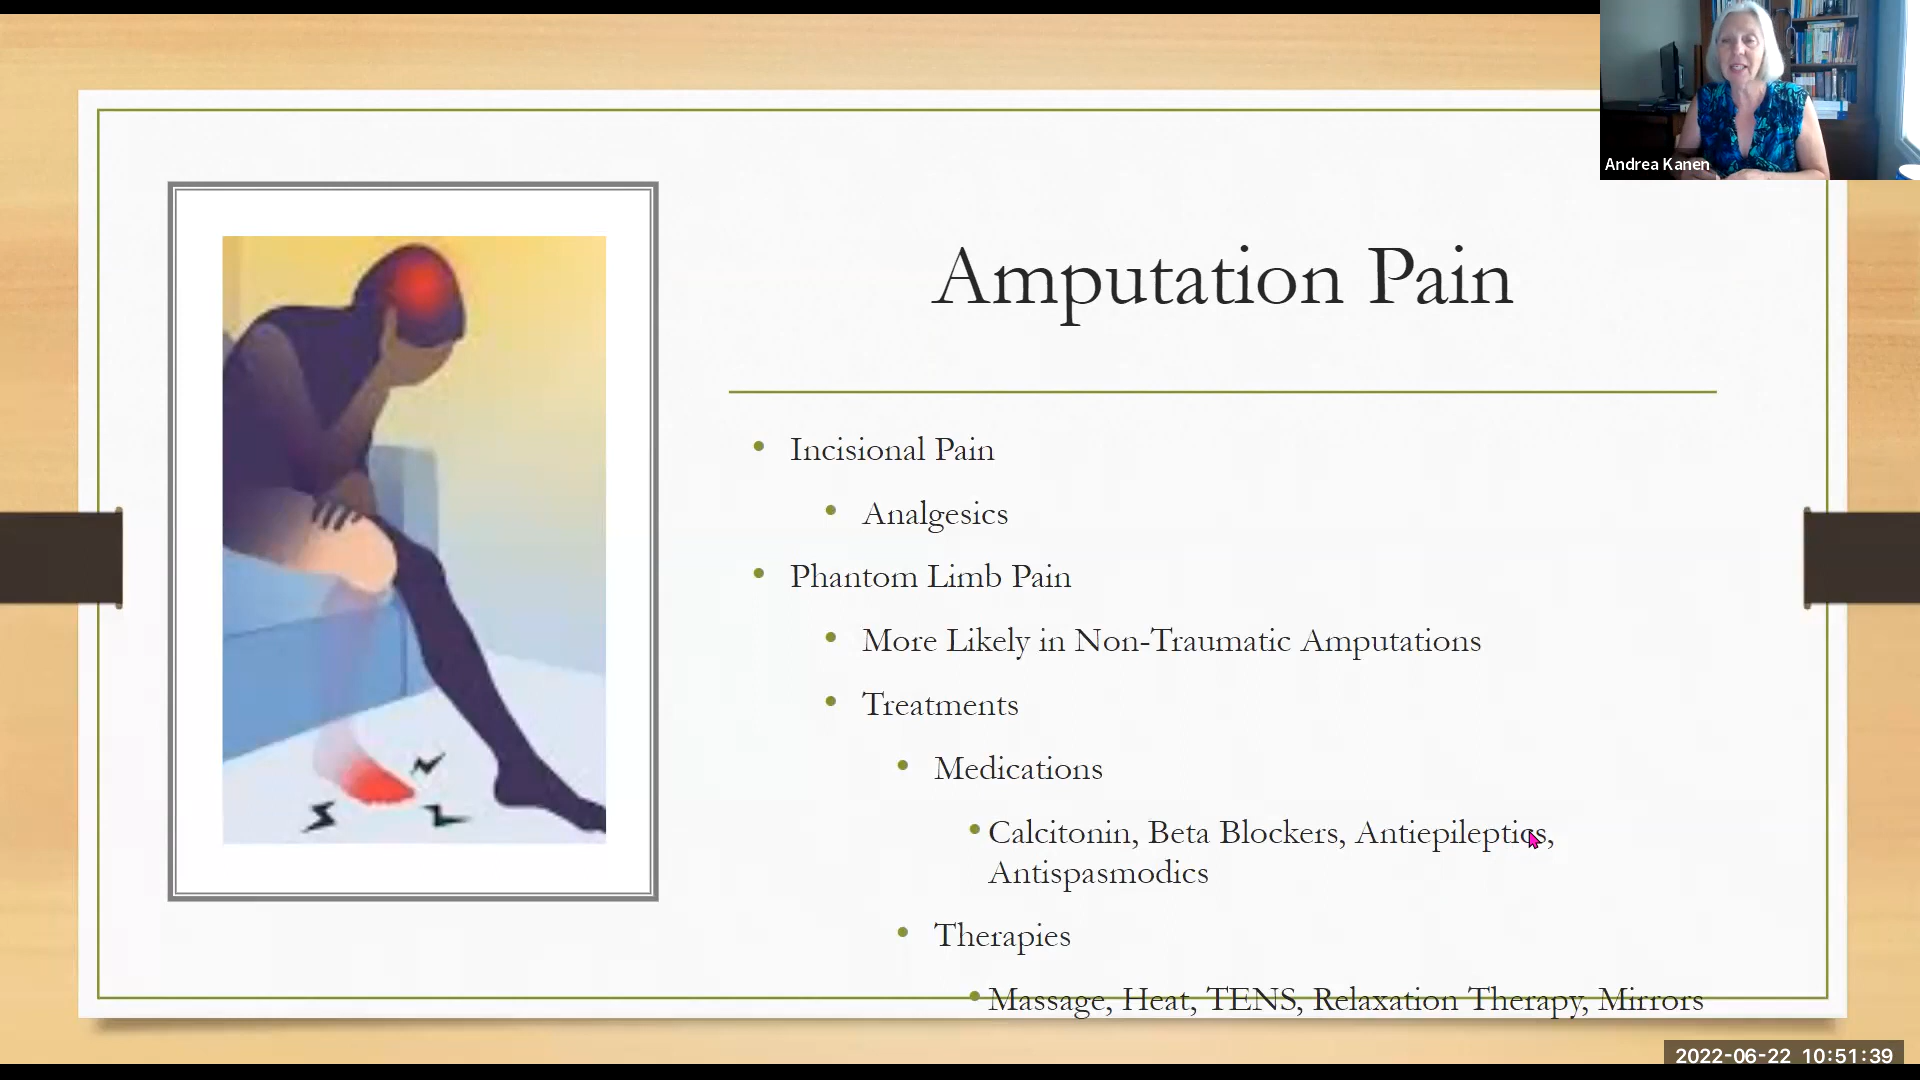 Andrea Kanen
Amputation Pain
Incisional Pain
Analgesics
Phantom Limb Pain
More Likely in Non-Traumatic Amputations
Treatments
Medications
Calcitonin, Beta Blockers, Antiepileptics,
Antispasmodics
Therapies
Massage, Heat, TENS, Relaxation Therapy, Mirrors
2022-06-22 10:51:39